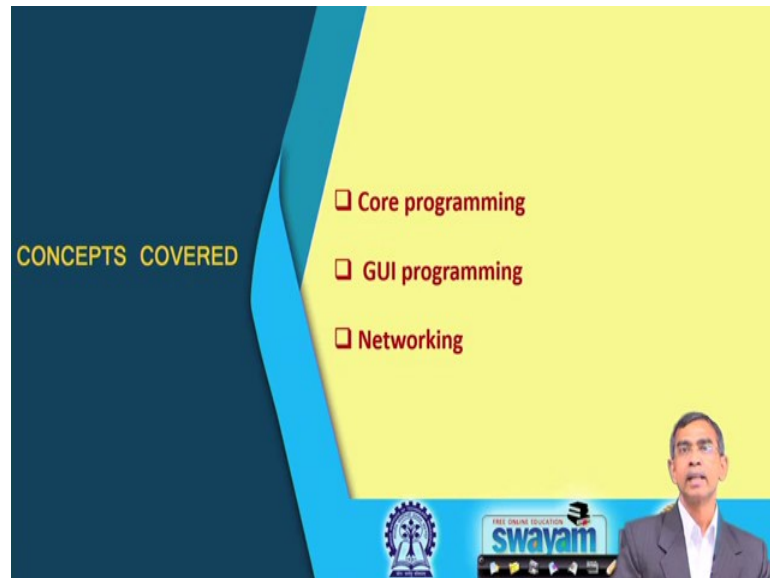 CONCEPTS COVERED
Core programming
GUI programming
Networking
FREE ONLINE EDUCATION
swayam